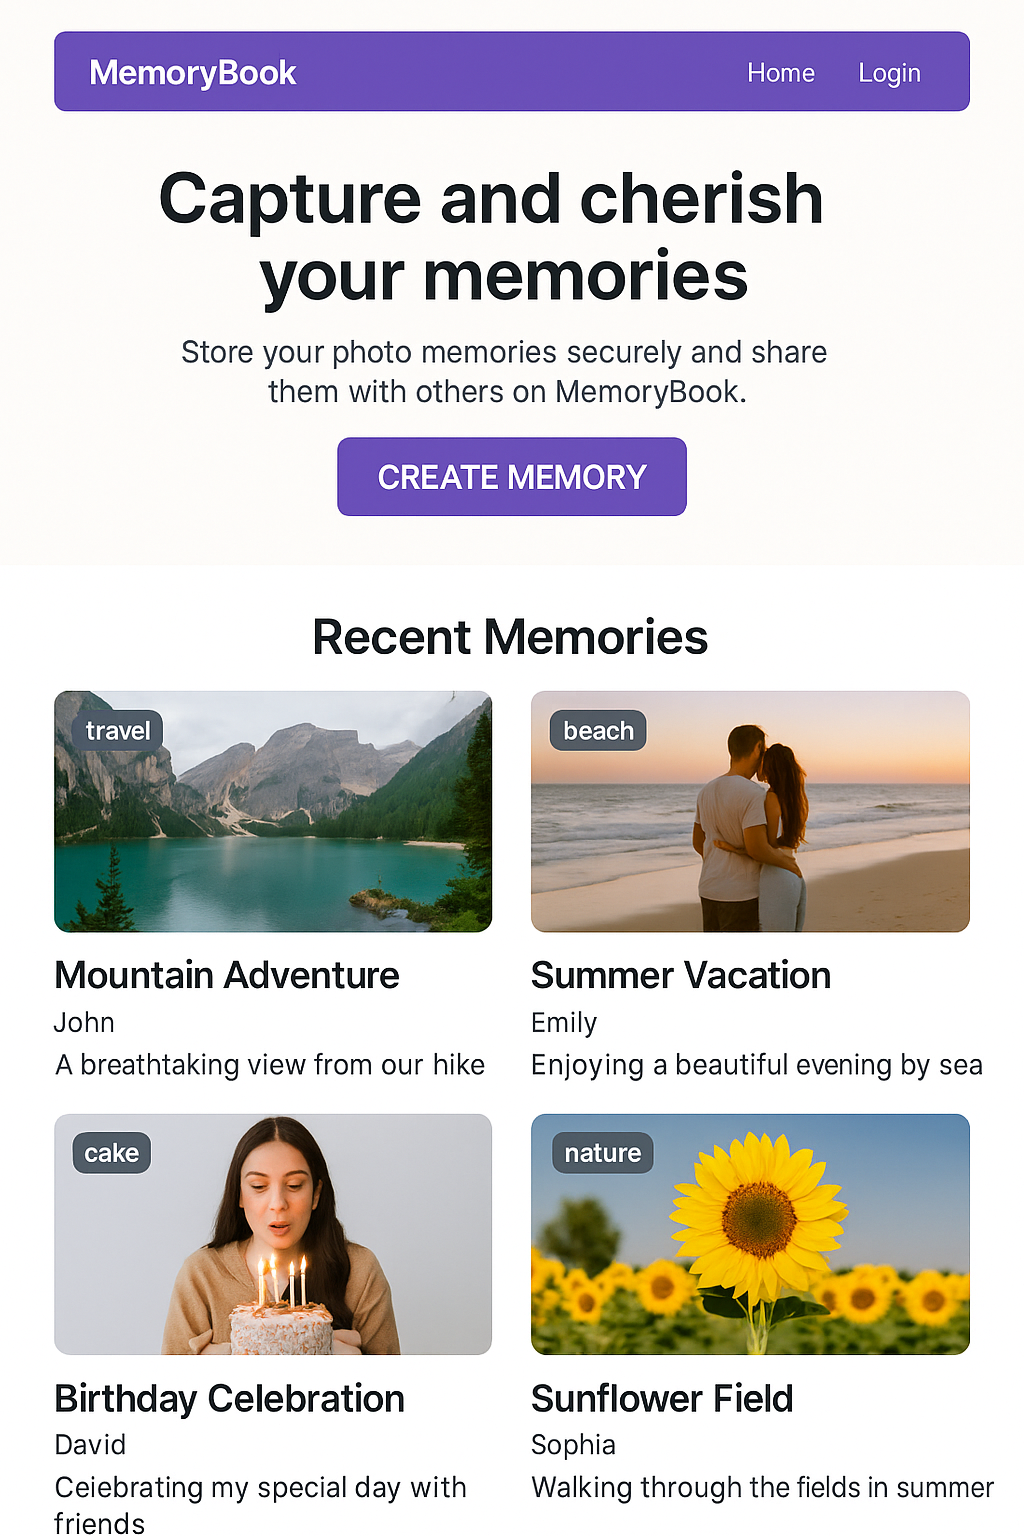 MemoryBook
Home Login
Capture and cherish
your memories
Store your photo memories securely and share
them with others on MemoryBook.
CREATE MEMORY
Recent Memories
travel
Mountain Adventure
John
A breathtaking view from our hike
beach
Summer Vacation
Emily
Enjoying a beautiful evening by sea
cake
Birthday Celebration
David
Ceiebrating my special day with
friends
nature
Sunflower Field
Sophia
Walking through the fields in summer